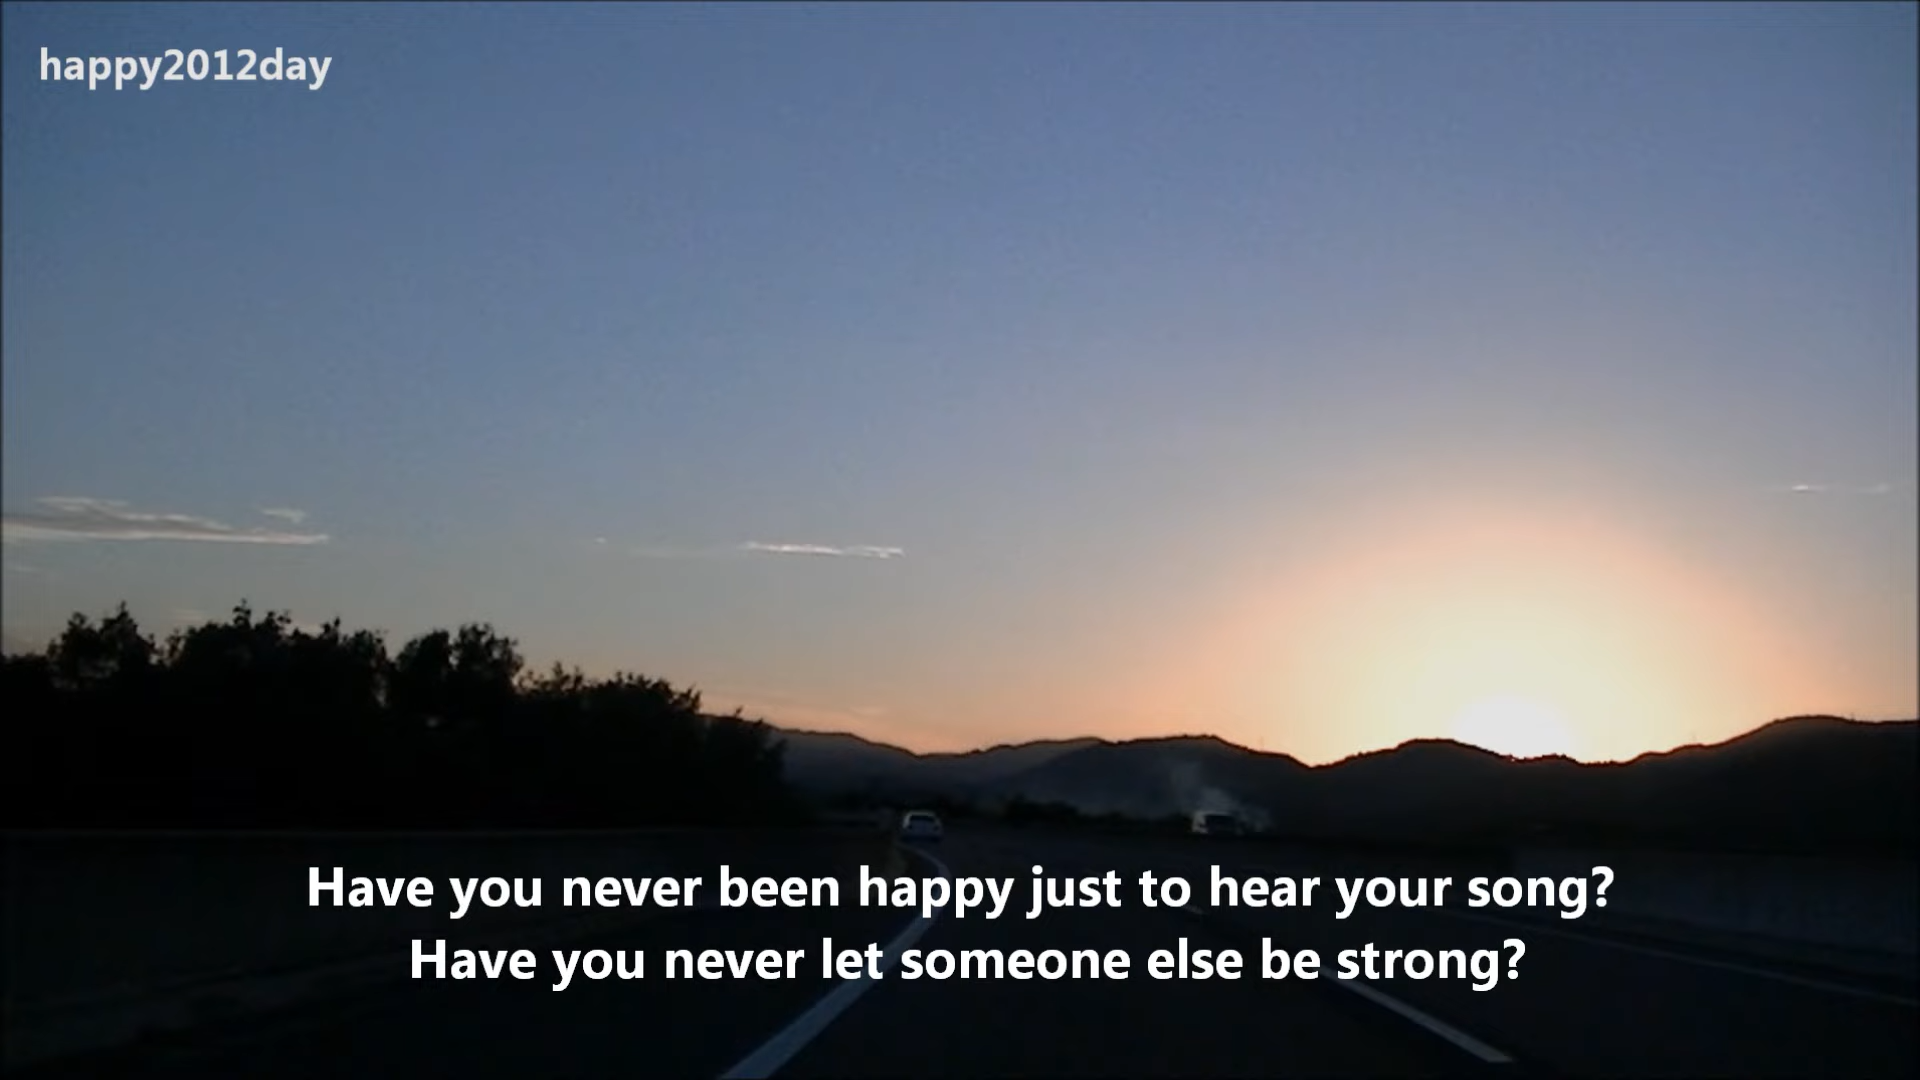 happy2012day
Have you never been happy just to hear your song?
Have you never let someone else be strong?